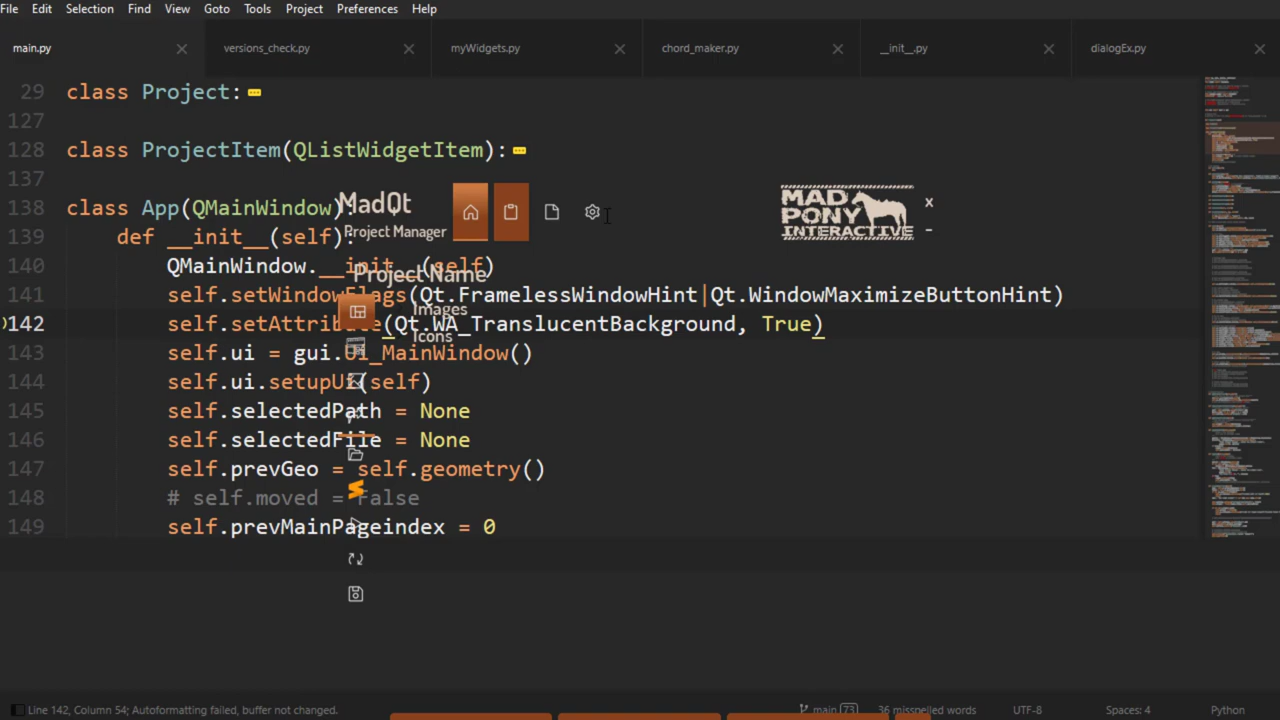 File Edit Selection Find View Goto Tools Project Preferences Help
main.py versions_check.py myWidgets.py chord_maker.py __init__.py dialogEx.py
29 class Project:
127
128 class ProjectItem(QListWidgetItem):
137
138 class App(QMainWindow):
139 def __init__(self):
140 QMainWindow.__init__(self)
141 self.setWindowFlags(Qt.FramelessWindowHint|Qt.WindowMaximizeButtonHint)
142 self.setAttribute(Qt.WA_TranslucentBackground, True)
143 self.ui = gui.Ui_MainWindow()
144 self.ui.setupUi(self)
145 self.selectedPath = None
146 self.selectedFile = None
147 self.prevGeo = self.geometry()
148 # self.moved = False
149 self.prevMainPageindex = 0
MadQt
Project Manager
Project Name
Images
Icons
MAD
PONY
INTERACTIVE
x
-
Line 142, Column 54; Autoformatting failed, buffer not changed. main 73 36 misspelled words UTF-8 Spaces: 4 Python